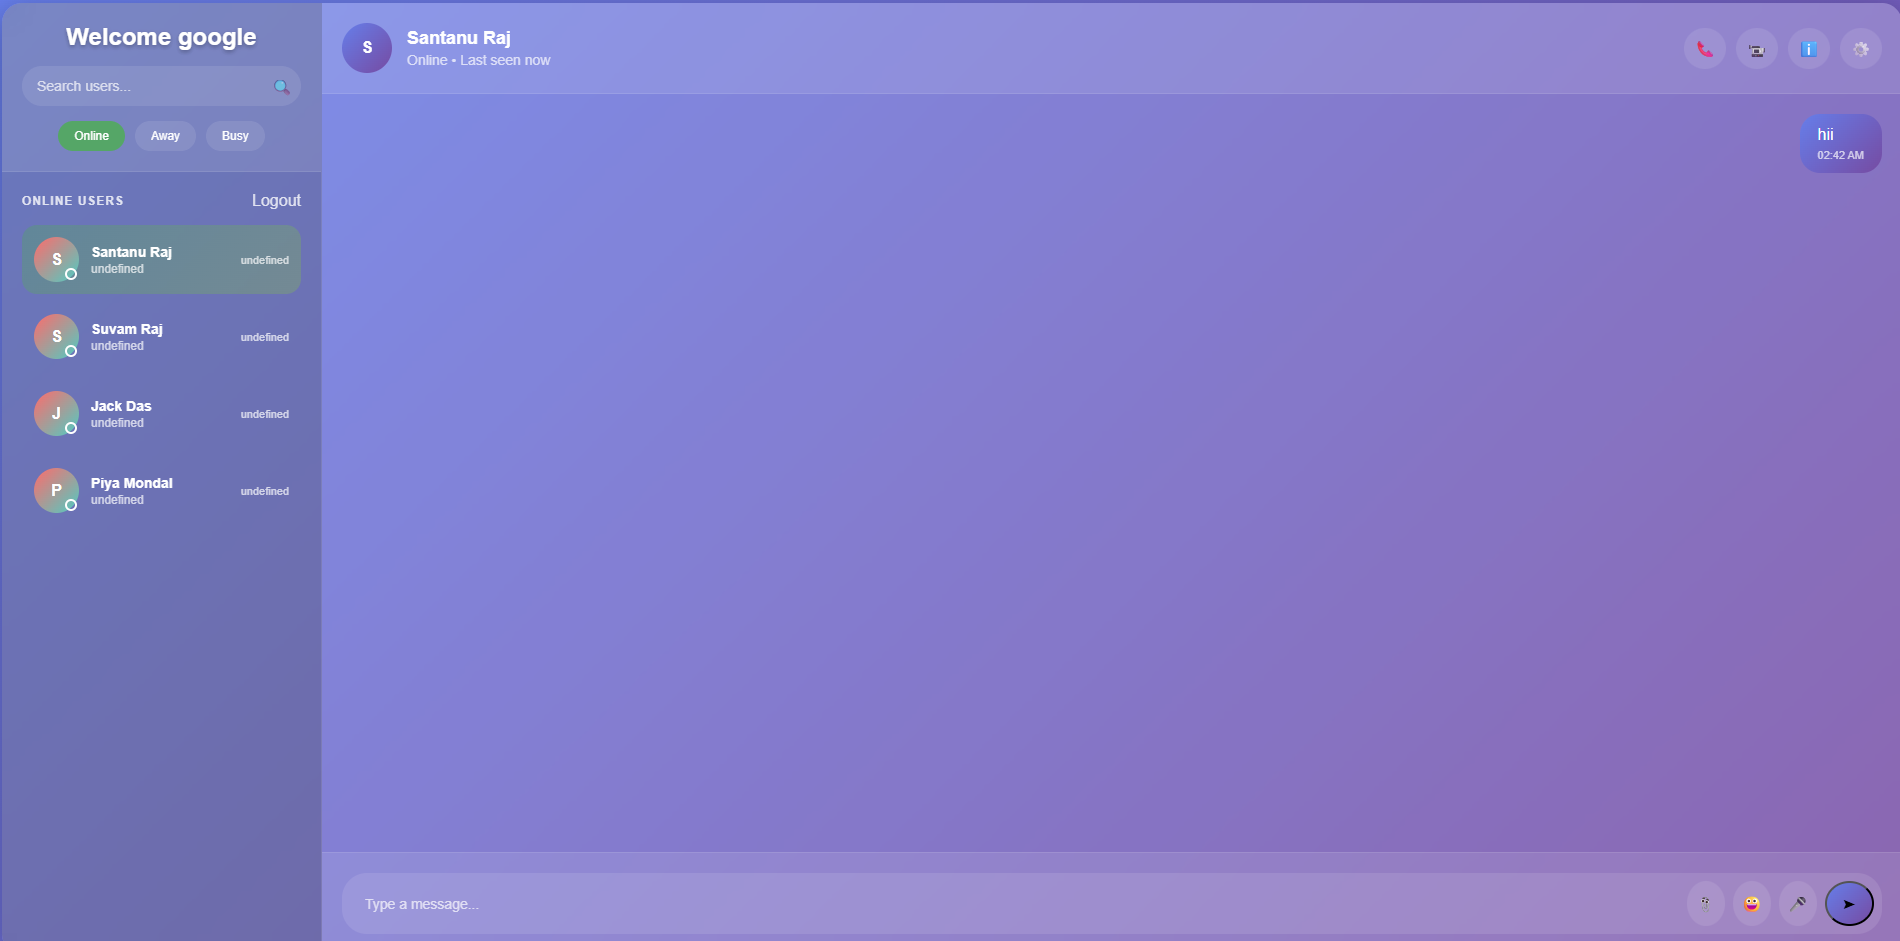 Welcome google
Search users...
Online Away Busy
ONLINE USERS Logout
S Santanu Raj
undefined undefined
S Suvam Raj
undefined undefined
J Jack Das
undefined undefined
P Piya Mondal
undefined undefined
S Santanu Raj
Online • Last seen now
hii
02:42 AM
Type a message...